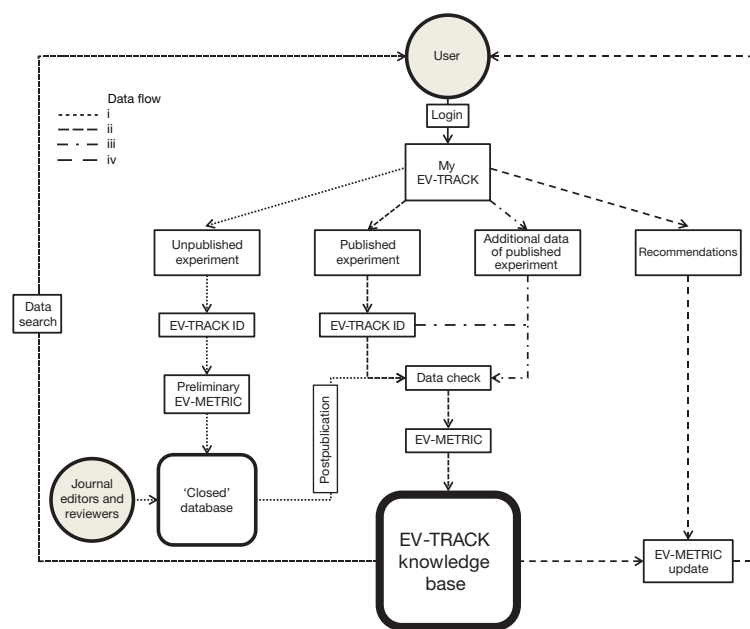 User
Data flow
i
ii
iii
iv
Login
My
EV-TRACK
Unpublished
experiment
Published
experiment
Additional data
of published
experiment
Recommendations
Data
search
EV-TRACK ID
EV-TRACK ID
Preliminary
EV-METRIC
Data check
Postpublication
EV-METRIC
Journal
editors and
reviewers
'Closed'
database
EV-TRACK
knowledge
base
EV-METRIC
update